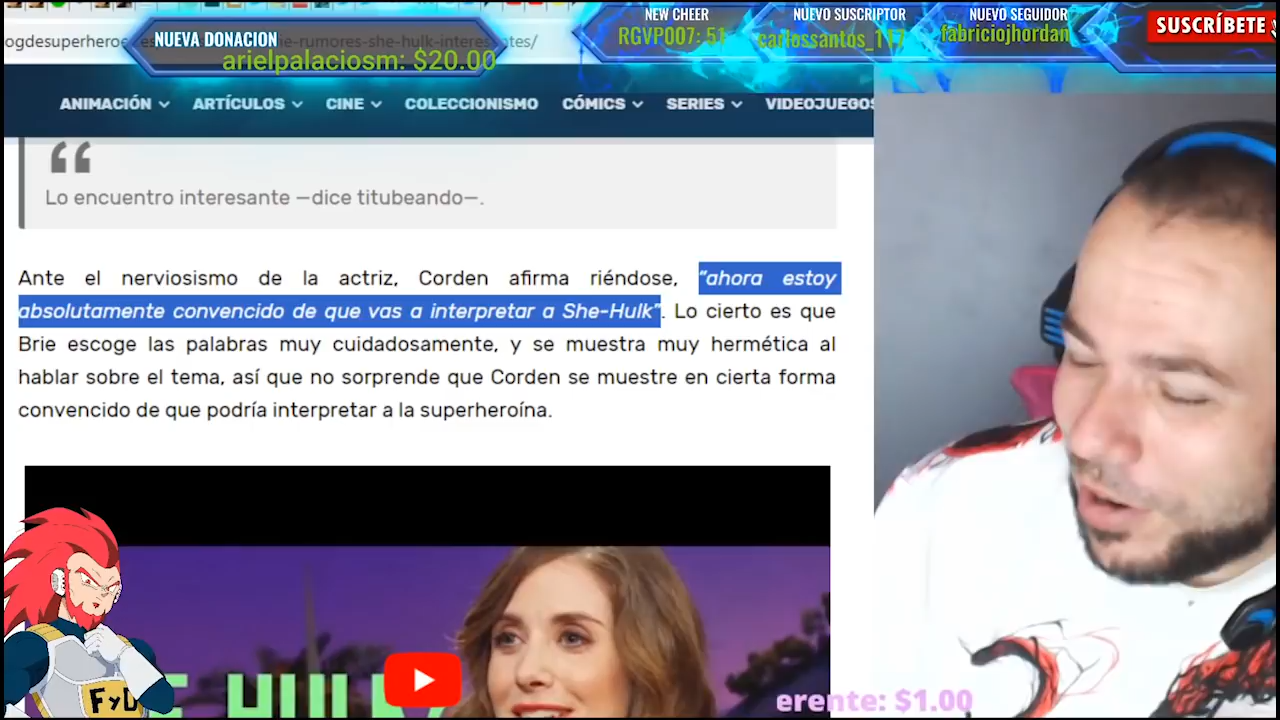 NUEVA DONACION
arielpalaciosm: $20.00
NEW CHEER
RGVP007: 51
NUEVO SUSCRIPTOR
carlossantos_117
NUEVO SEGUIDOR
fabriciojhordan
SUSCRÍBETE
ANIMACIÓN ARTÍCULOS CINE COLECCIONISMO CÓMICS SERIES VIDEOJUEGOS
“
Lo encuentro interesante —dice titubeando—.
Ante el nerviosismo de la actriz, Corden afirma riéndose, “ahora estoy
absolutamente convencido de que vas a interpretar a She-Hulk”. Lo cierto es que
Brie escoge las palabras muy cuidadosamente, y se muestra muy hermética al
hablar sobre el tema, así que no sorprende que Corden se muestre en cierta forma
convencido de que podría interpretar a la superheroína.
FyD
erente: $1.00